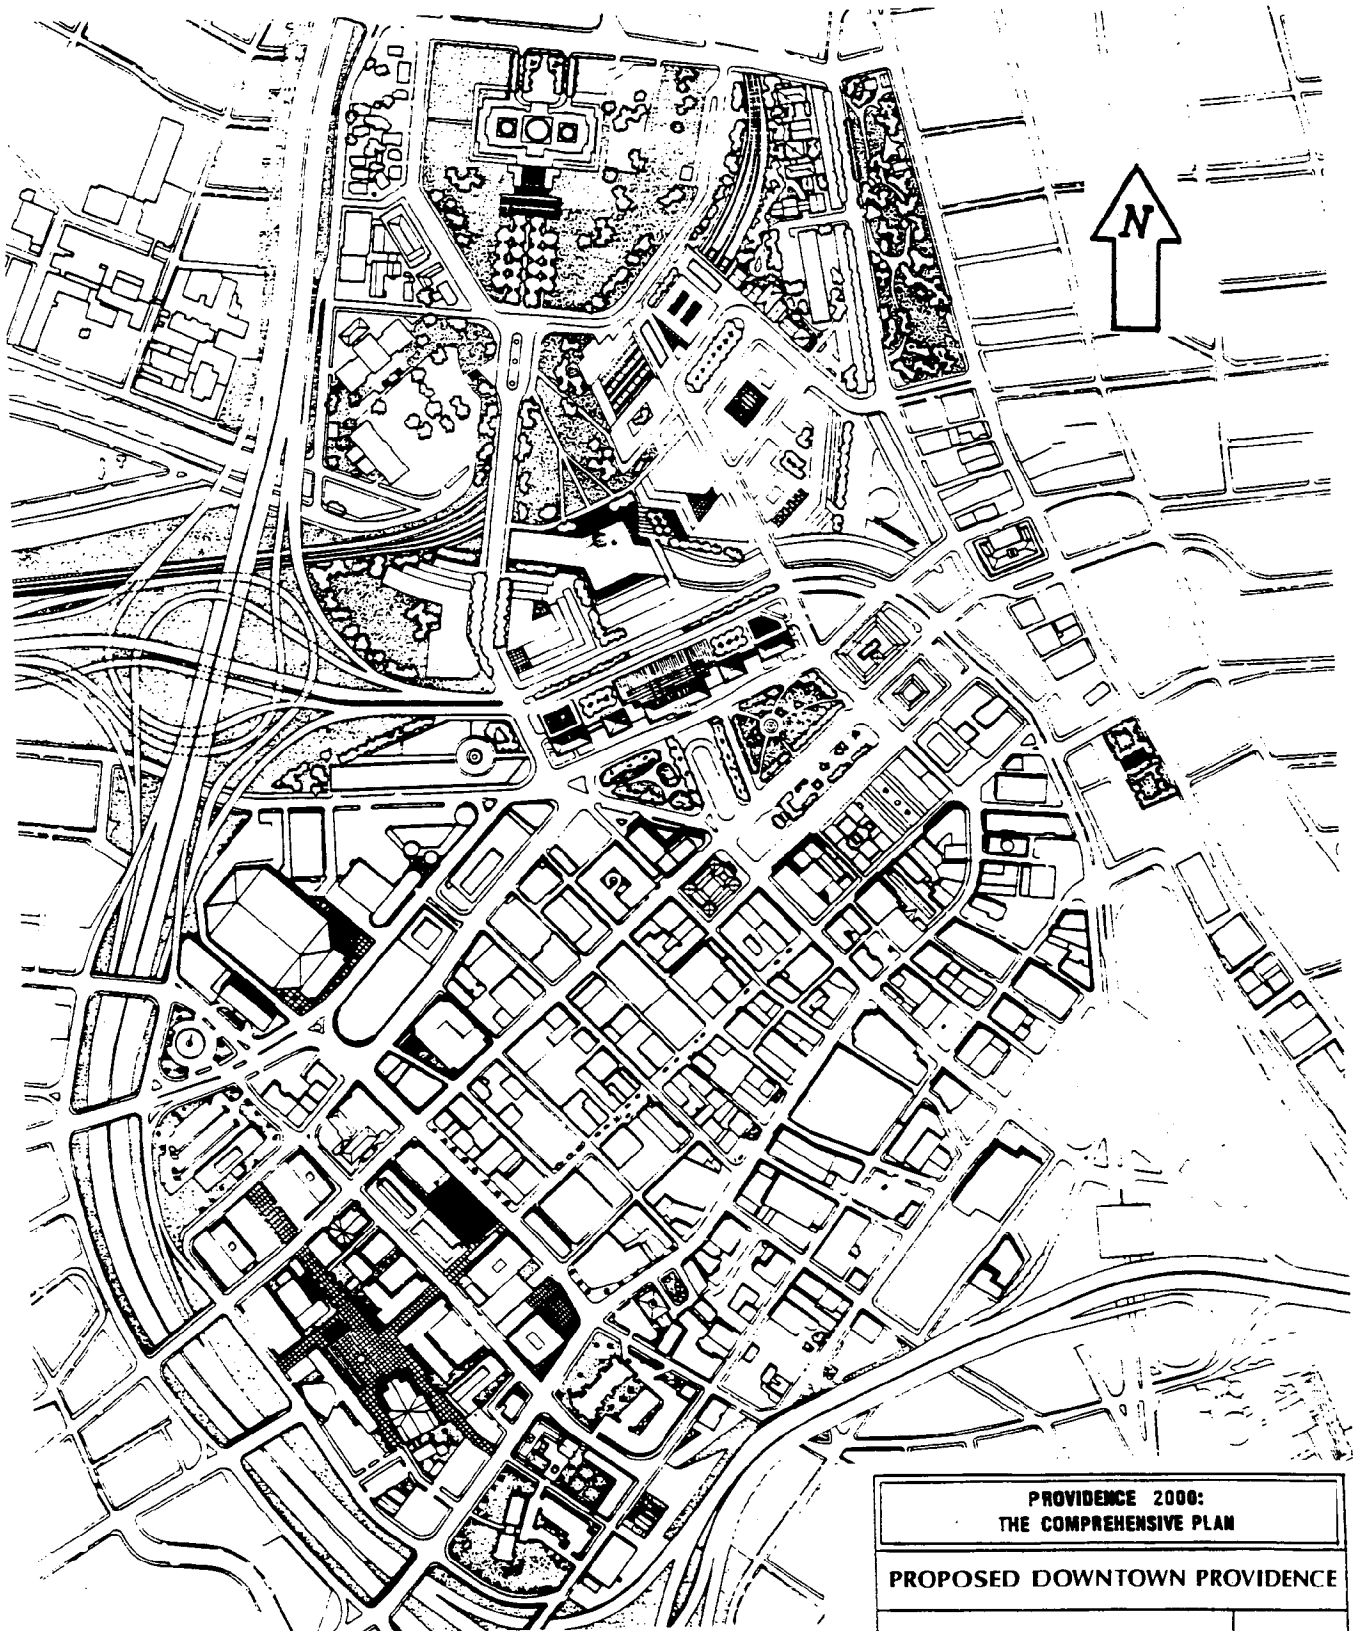 N
PROVIDENCE 2000:
THE COMPREHENSIVE PLAN
PROPOSED DOWNTOWN PROVIDENCE